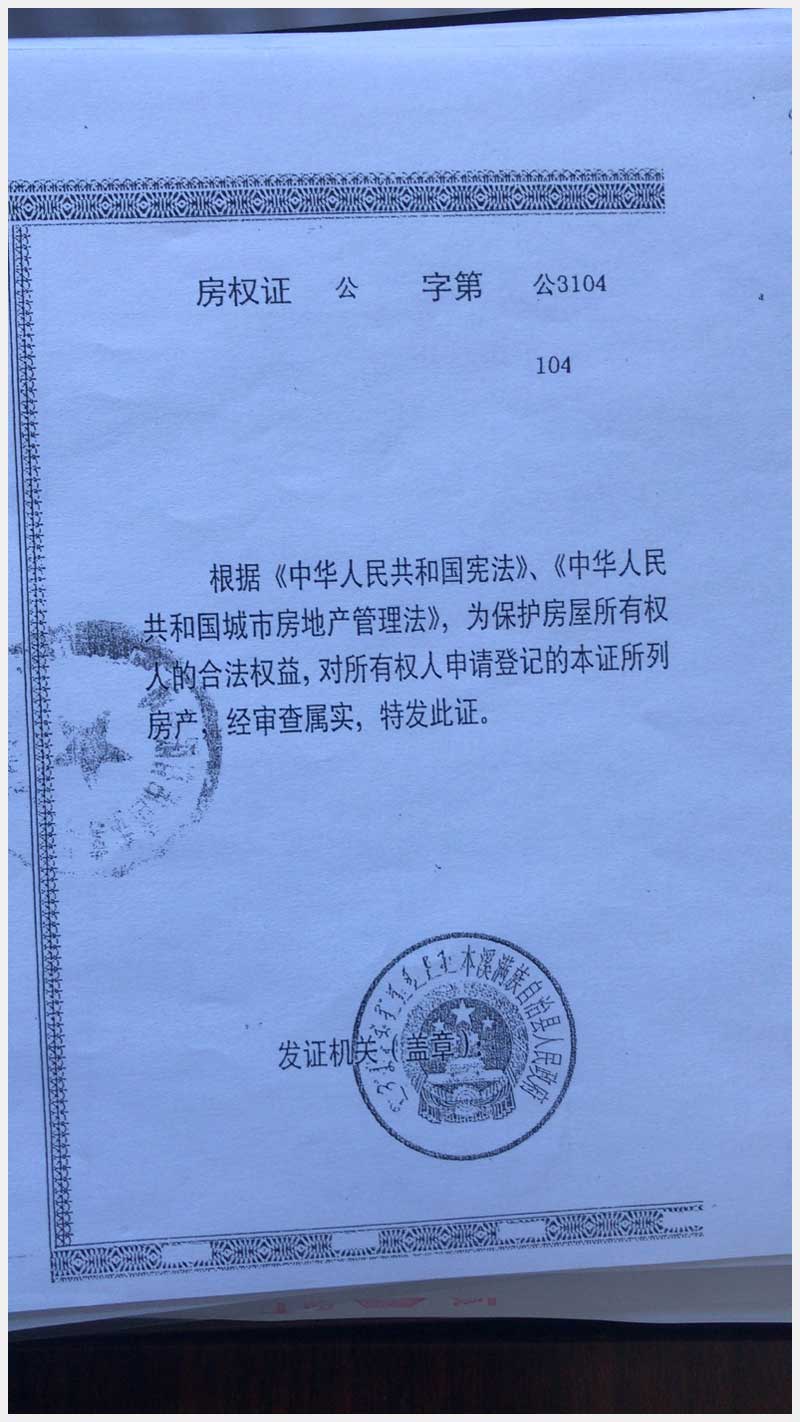 房权证 公 字第 公3104
104
根据《中华人民共和国宪法》、《中华人民
共和国城市房地产管理法》，为保护房屋所有权
人的合法权益，对所有权人申请登记的本证所列
房产，经审查属实，特发此证。
本溪满族自治县人民政府
发证机关（盖章）：